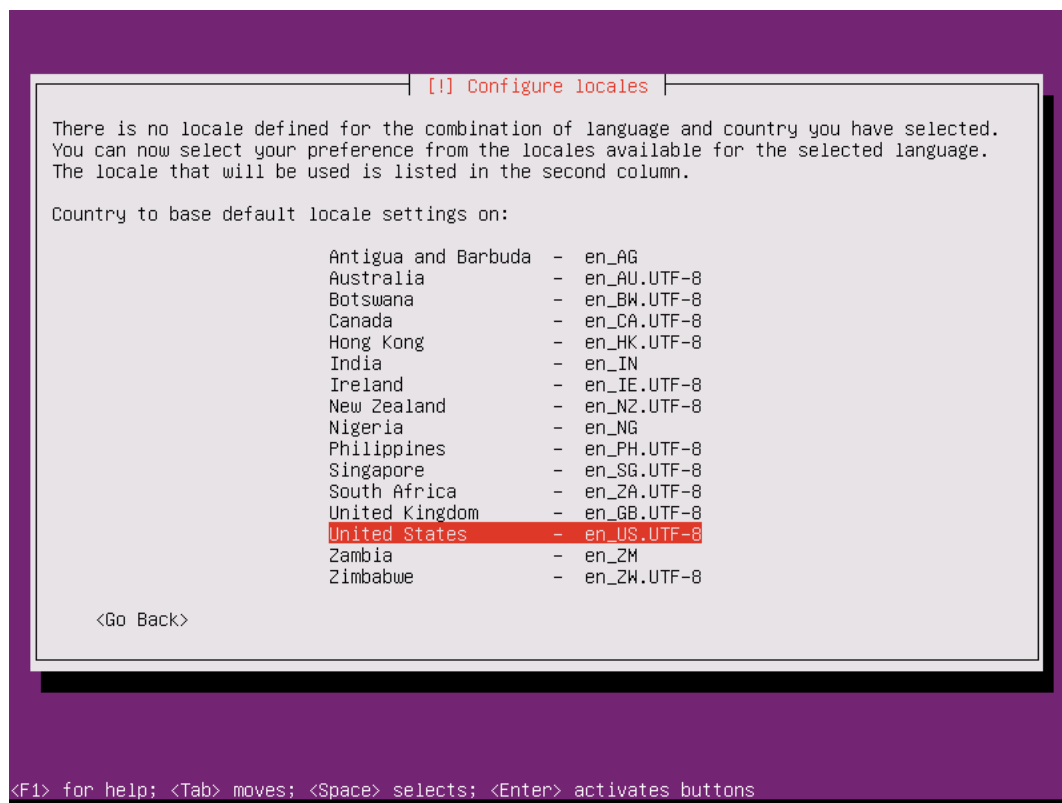 [!] Configure locales
There is no locale defined for the combination of language and country you have selected.
You can now select your preference from the locales available for the selected language.
The locale that will be used is listed in the second column.
Country to base default locale settings on:
Antigua and Barbuda - en_AG
Australia - en_AU.UTF-8
Botswana - en_BW.UTF-8
Canada - en_CA.UTF-8
Hong Kong - en_HK.UTF-8
India - en_IN
Ireland - en_IE.UTF-8
New Zealand - en_NZ.UTF-8
Nigeria - en_NG
Philippines - en_PH.UTF-8
Singapore - en_SG.UTF-8
South Africa - en_ZA.UTF-8
United Kingdom - en_GB.UTF-8
United States - en_US.UTF-8
Zambia - en_ZM
Zimbabwe - en_ZW.UTF-8
<Go Back>
<F1> for help; <Tab> moves; <Space> selects; <Enter> activates buttons